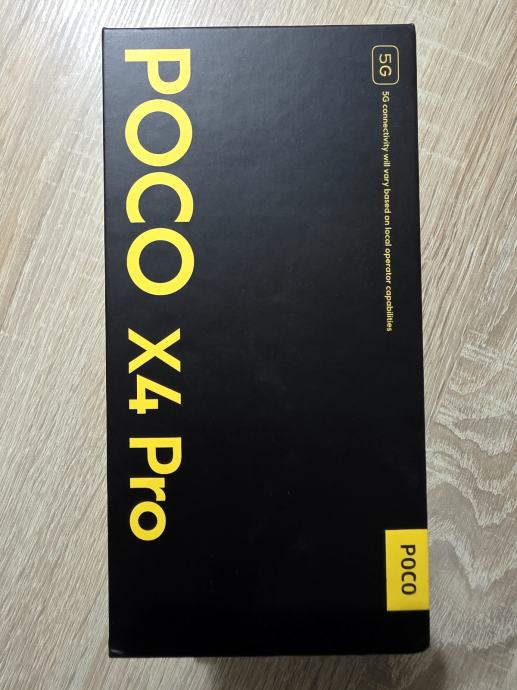 5G
5G connectivity will vary based on local operator capabilities
POCO
POCO X4 Pro